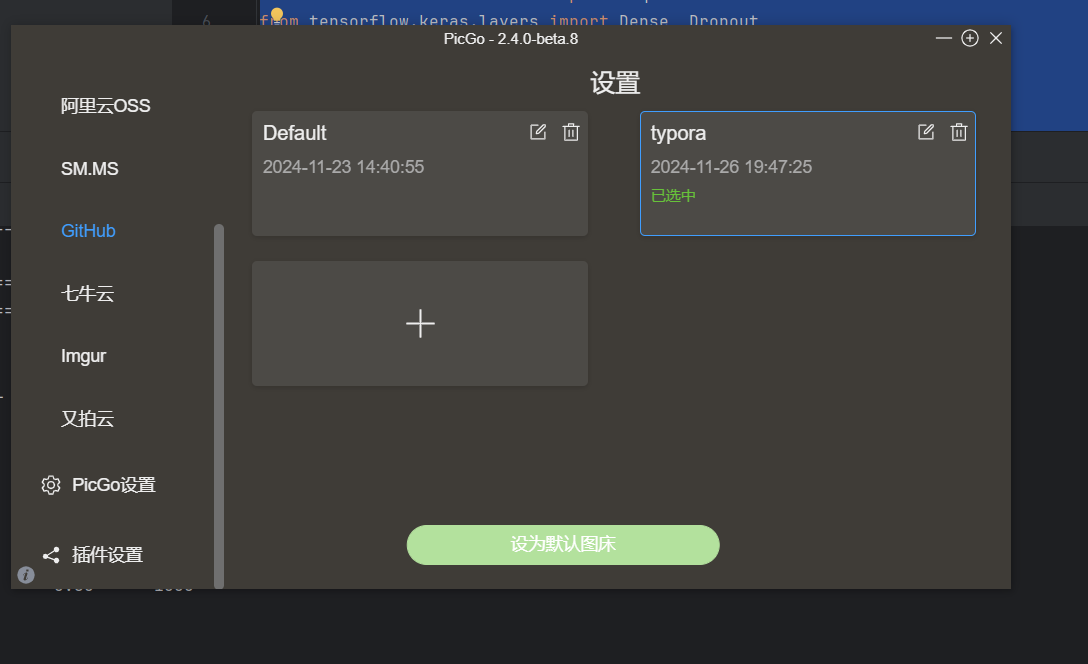 6
from tensorflow.keras.layers import Dense, Dropout
PicGo - 2.4.0-beta.8
设置
阿里云OSS
SM.MS
GitHub
七牛云
Imgur
又拍云
PicGo设置
插件设置
Default
2024-11-23 14:40:55
typora
2024-11-26 19:47:25
已选中
设为默认图床